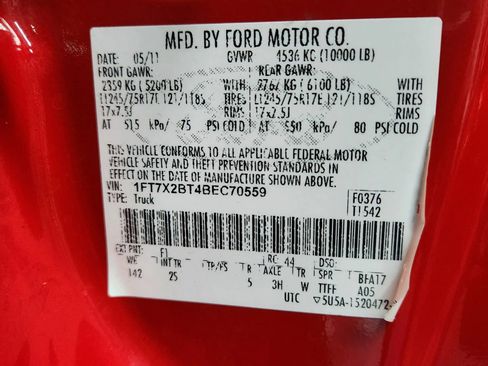 MFD. BY FORD MOTOR CO.
DATE: 05/11 GVWR 4536 KG (10000 LB)
FRONT GAWR: REAR GAWR:
2359 KG ( 5200 LB) WITH 2767 KG ( 6100 LB) WITH
LT245/75R17E 121/118S TIRES LT245/75R17E 121/118S TIRES
17x7.5J RIMS 17x7.5J RIMS
AT 515 kPa/ 75 PSI COLD AT 550 kPa/ 80 PSI COLD
THIS VEHICLE CONFORMS TO ALL APPLICABLE FEDERAL MOTOR
VEHICLE SAFETY AND THEFT PREVENTION STANDARDS IN
EFFECT ON THE DATE OF MANUFACTURE SHOWN ABOVE.
VIN: 1FT7X2BT4BEC70559
TYPE: Truck
F0376
T1542
EXT PNT: F1 RC: 44 DSO:
WB INT TR TP/PS R AXLE TR SPR BFA17
142 25 5 3H W TTFF A05
UTC ▽5U5A-1520472-